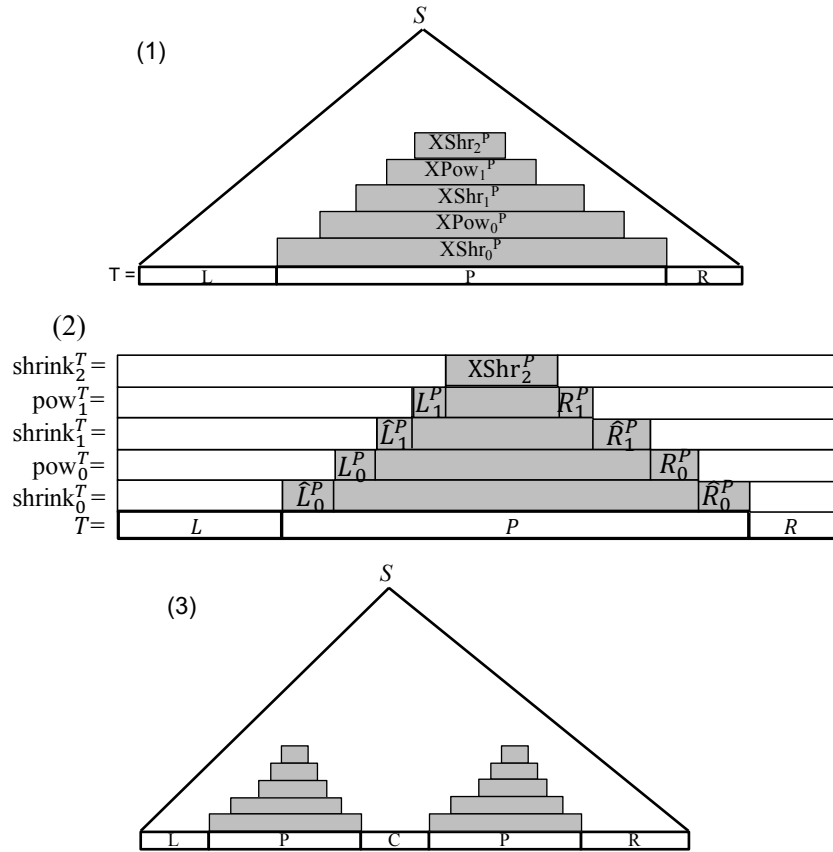 S
(1)
XShr₂ᴾ
XPow₁ᴾ
XShr₁ᴾ
XPow₀ᴾ
XShr₀ᴾ
T = L P R
(2)
shrink₂ᵀ= XShr₂ᴾ
pow₁ᵀ= L₁ᴾ R₁ᴾ
shrink₁ᵀ= L̂₁ᴾ R̂₁ᴾ
pow₀ᵀ= L₀ᴾ R₀ᴾ
shrink₀ᵀ= L̂₀ᴾ R̂₀ᴾ
T= L P R
S
(3)
L P C P R